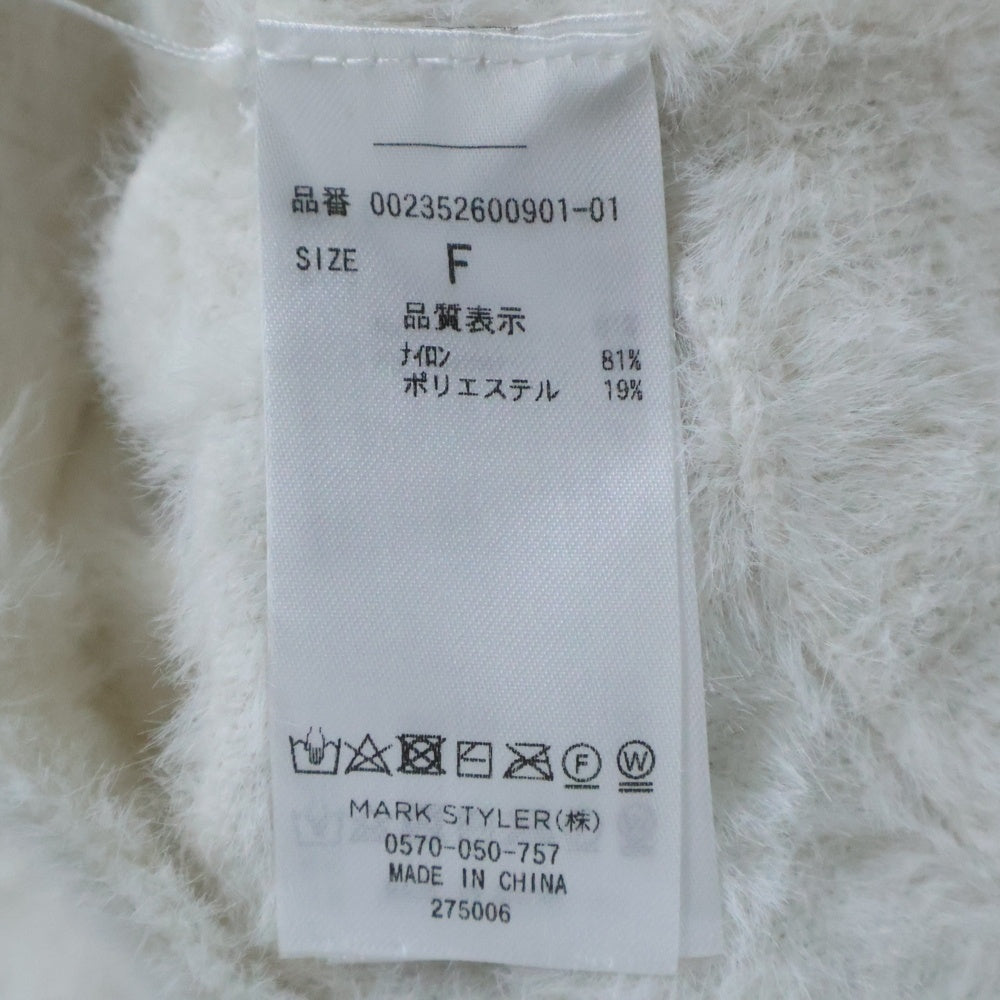 品番 002352600901-01
SIZE F
品質表示
ﾅｲﾛﾝ 81%
ポリエステル 19%
F W
MARK STYLER(株)
0570-050-757
MADE IN CHINA
275006